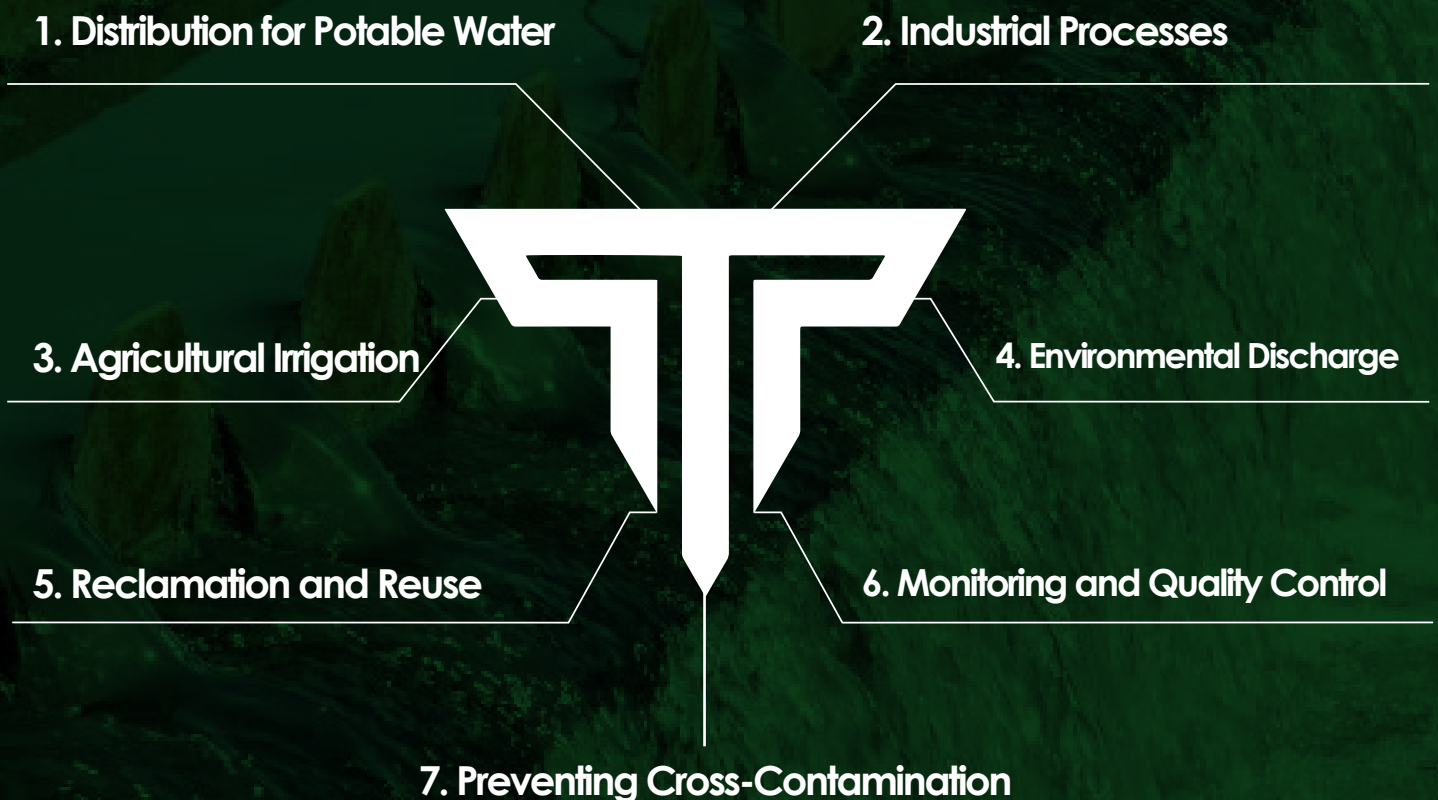 1. Distribution for Potable Water
2. Industrial Processes
3. Agricultural Irrigation
4. Environmental Discharge
5. Reclamation and Reuse
6. Monitoring and Quality Control
7. Preventing Cross-Contamination